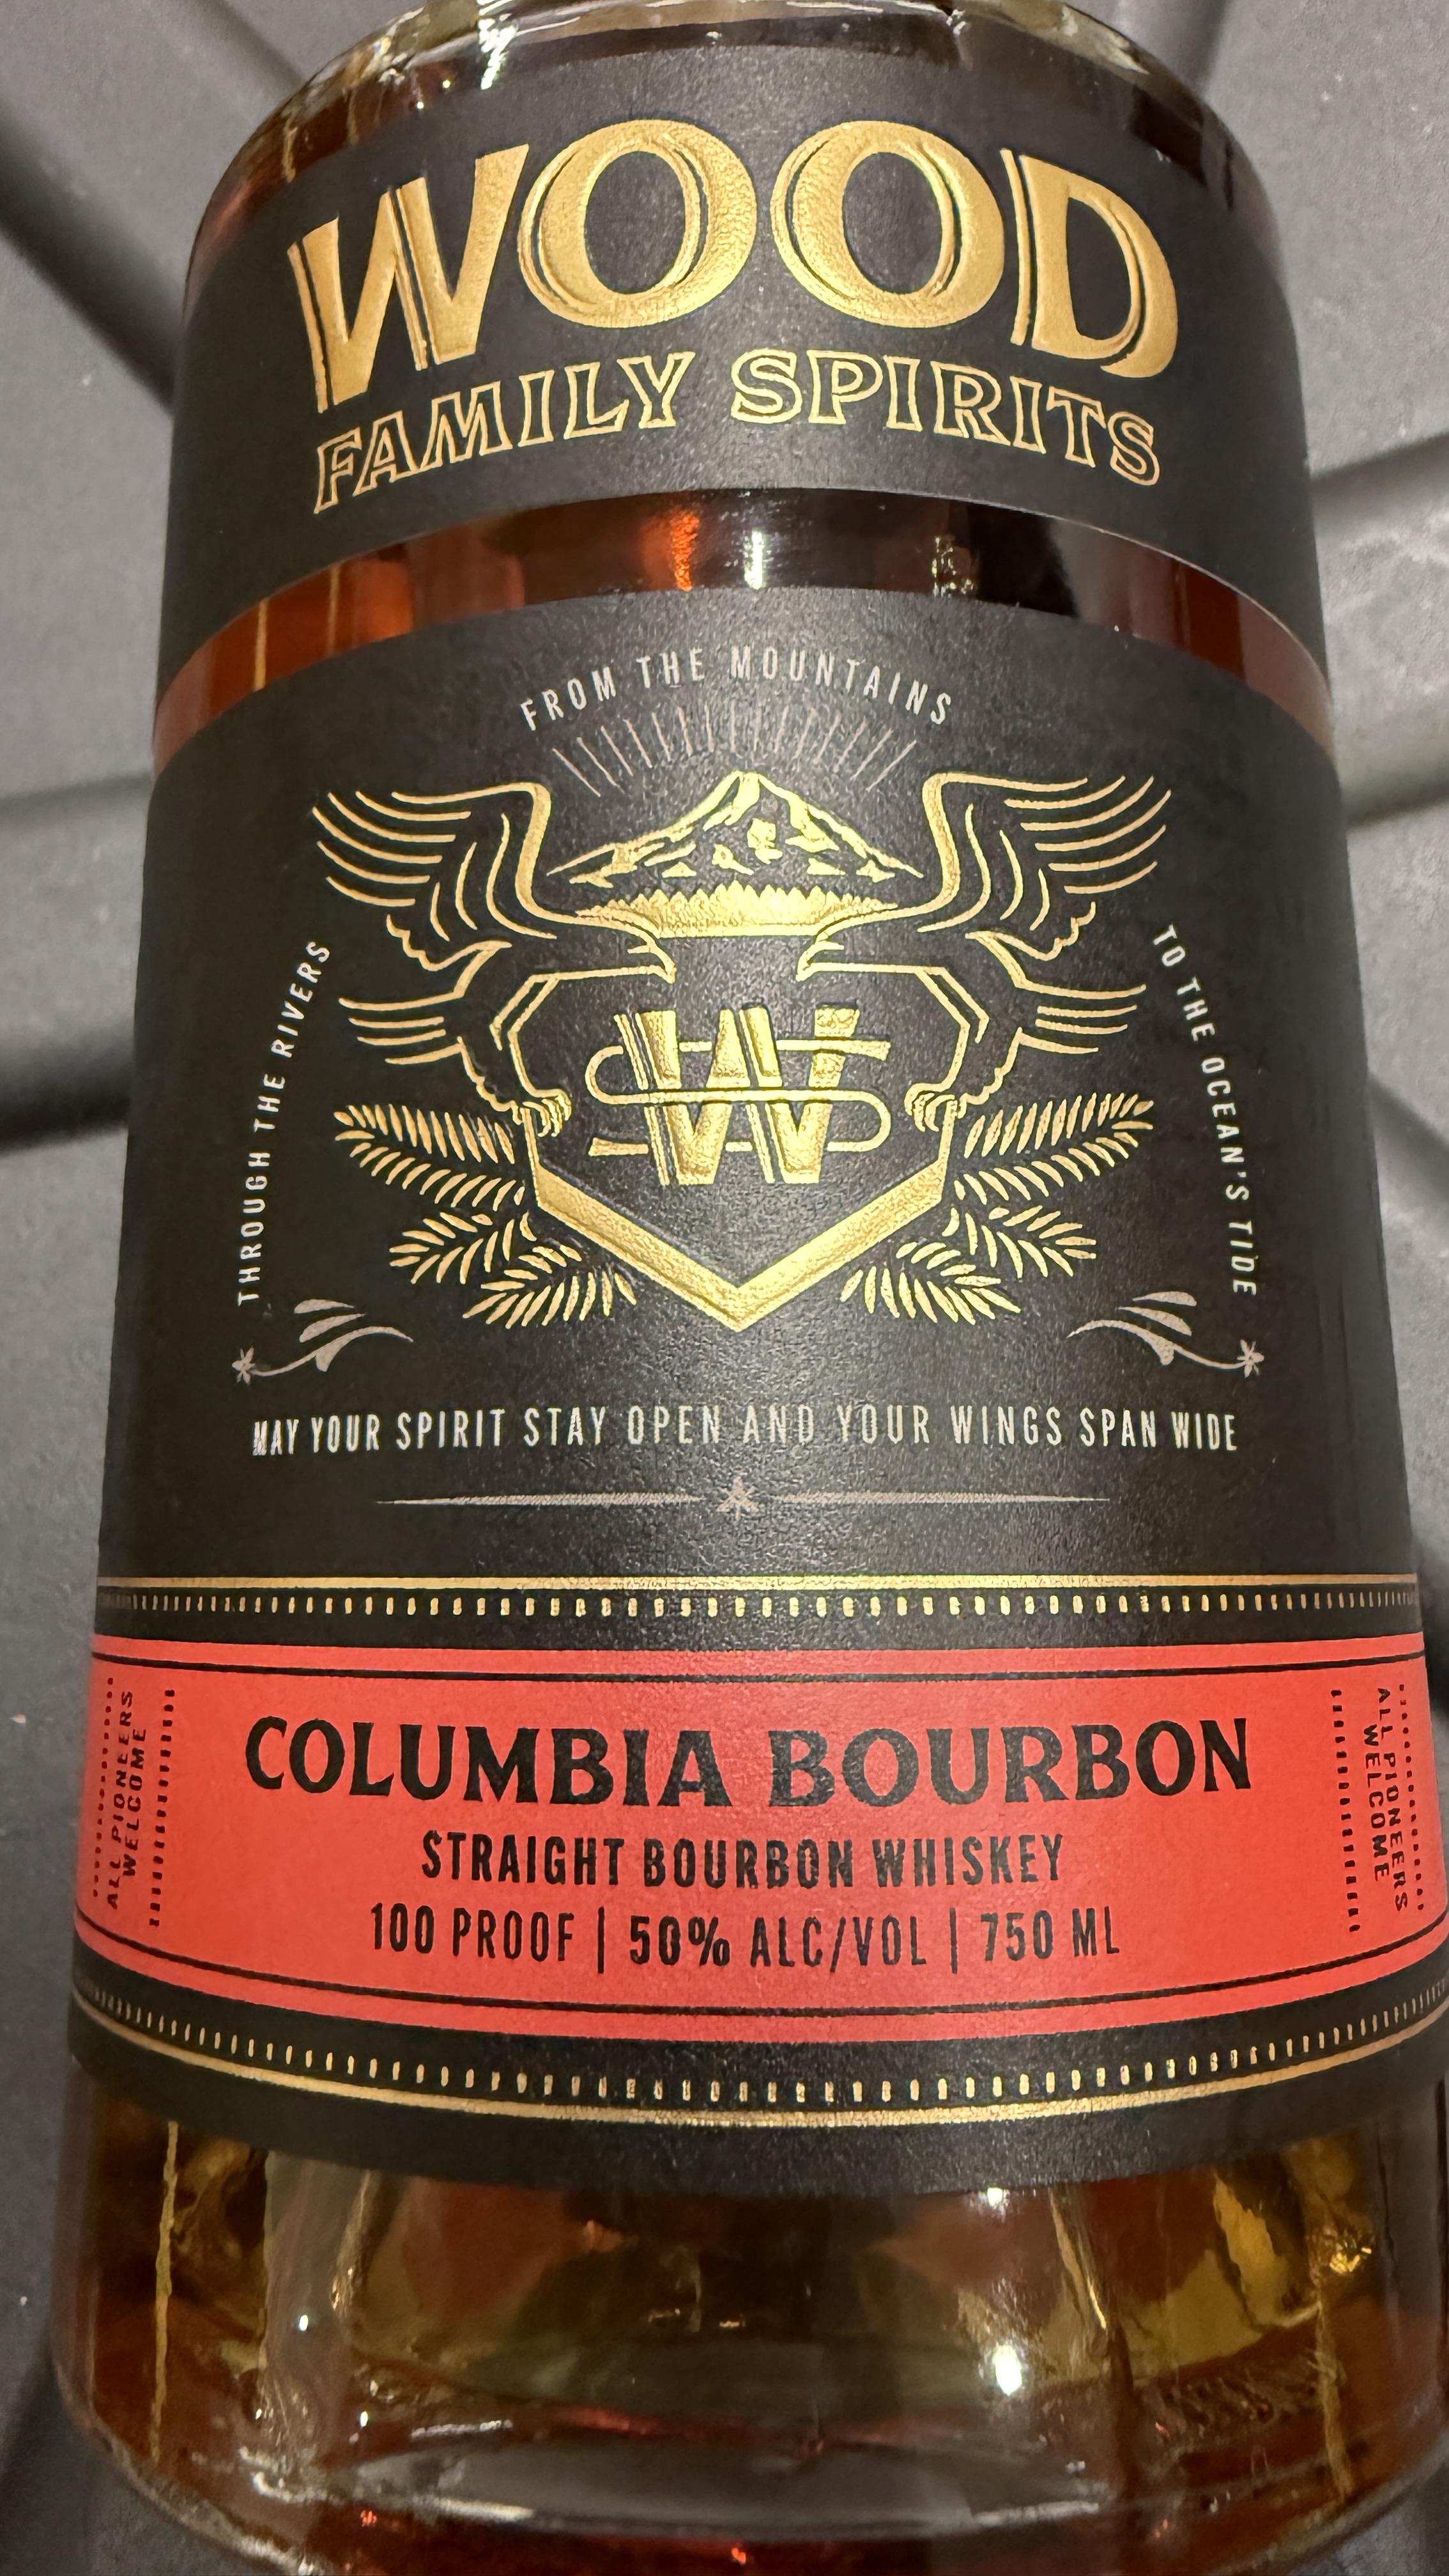 WOOD
FAMILY SPIRITS
FROM THE MOUNTAINS
THROUGH THE RIVERS
TO THE OCEAN'S TIDE
WS
MAY YOUR SPIRIT STAY OPEN AND YOUR WINGS SPAN WIDE
ALL PIONEERS
WELCOME
COLUMBIA BOURBON
STRAIGHT BOURBON WHISKEY
100 PROOF | 50% ALC/VOL | 750 ML
ALL PIONEERS
WELCOME